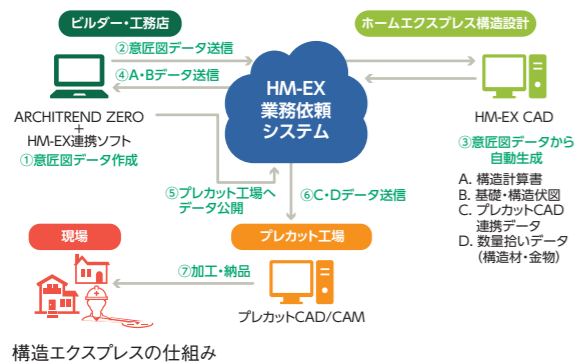 ビルダー・工務店
ホームエクスプレス構造設計
②意匠図データ送信
④A・Bデータ送信
HM-EX
業務依頼
システム
ARCHITREND ZERO
+
HM-EX連携ソフト
①意匠図データ作成
HM-EX CAD
③意匠図データから
自動生成
A. 構造計算書
B. 基礎・構造伏図
C. プレカットCAD
連携データ
D. 数量拾いデータ
(構造材・金物)
⑤プレカット工場へ
データ公開
⑥C・Dデータ送信
現場
プレカット工場
⑦加工・納品
プレカットCAD/CAM
構造エクスプレスの仕組み